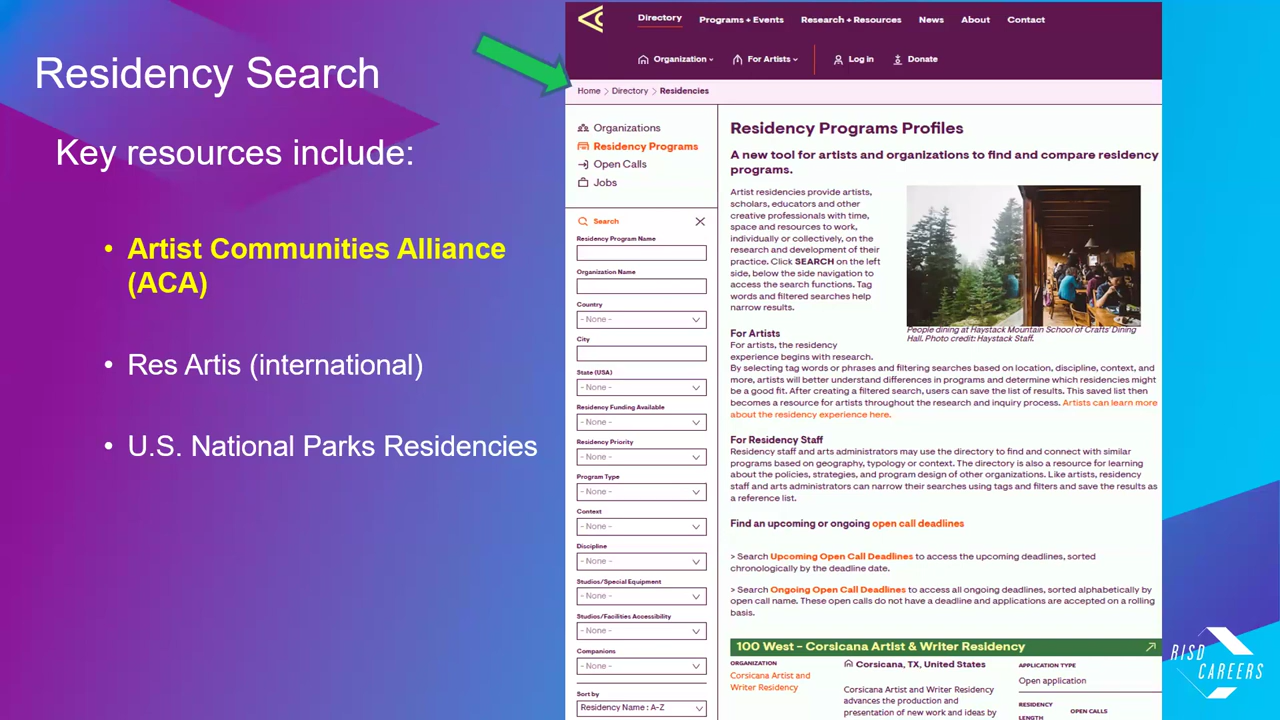 Residency Search
Key resources include:
• Artist Communities Alliance
(ACA)
• Res Artis (international)
• U.S. National Parks Residencies
Directory Programs + Events Research + Resources News About Contact
Organization For Artists Log in Donate
Home > Directory > Residencies
Organizations
Residency Programs
Open Calls
Jobs
Search
Residency Program Name
Organization Name
Country
- None -
City
State (USA)
- None -
Residency Funding Available
- None -
Residency Priority
- None -
Program Type
- None -
Context
- None -
Discipline
- None -
Studios/Special Equipment
- None -
Studios/Facilities Accessibility
- None -
Companions
- None -
Sort by
Residency Name : A-Z
Residency Programs Profiles
A new tool for artists and organizations to find and compare residency
programs.
Artist residencies provide artists,
scholars, educators and other
creative professionals with time,
space and resources to work,
individually or collectively, on the
research and development of their
practice. Click SEARCH on the left
side, below the side navigation to
access the search functions. Tag
words and filtered searches help
narrow results.
People dining at Haystack Mountain School of Crafts' Dining
Hall. Photo credit: Haystack Staff.
For Artists
For artists, the residency
experience begins with research.
By selecting tag words or phrases and filtering searches based on location, discipline, context, and
more, artists will better understand differences in programs and determine which residencies might
be a good fit. After creating a filtered search, users can save the list of results. This saved list then
becomes a resource for artists throughout the research and inquiry process. Artists can learn more
about the residency experience here.
For Residency Staff
Residency staff and arts administrators may use the directory to find and connect with similar
programs based on geography, typology or context. The directory is also a resource for learning
about the policies, strategies, and program design of other organizations. Like artists, residency
staff and arts administrators can narrow their searches using tags and filters and save the results as
a reference list.
Find an upcoming or ongoing open call deadlines
> Search Upcoming Open Call Deadlines to access the upcoming deadlines, sorted
chronologically by the deadline date.
> Search Ongoing Open Call Deadlines to access all ongoing deadlines, sorted alphabetically by
open call name. These open calls do not have a deadline and applications are accepted on a rolling
basis.
100 West – Corsicana Artist & Writer Residency
ORGANIZATION
Corsicana Artist and
Writer Residency
Corsicana, TX, United States
Corsicana Artist and Writer Residency
advances the production and
presentation of new work and ideas by
APPLICATION TYPE
Open application
RESIDENCY
LENGTH
OPEN CALLS
RISD
CAREERS